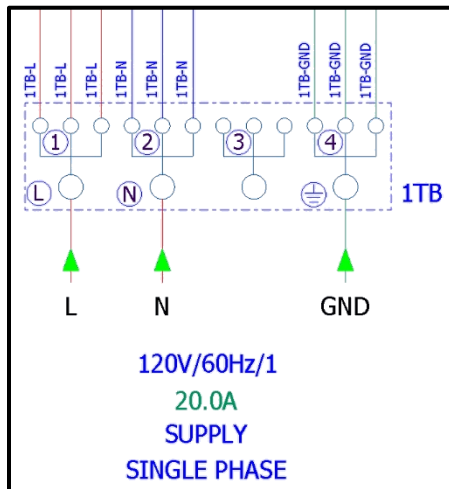 1TB-L 1TB-L 1TB-L 1TB-N 1TB-N 1TB-N 1TB-GND 1TB-GND 1TB-GND
1 2 3 4
L N 1TB
L N GND
120V/60Hz/1
20.0A
SUPPLY
SINGLE PHASE